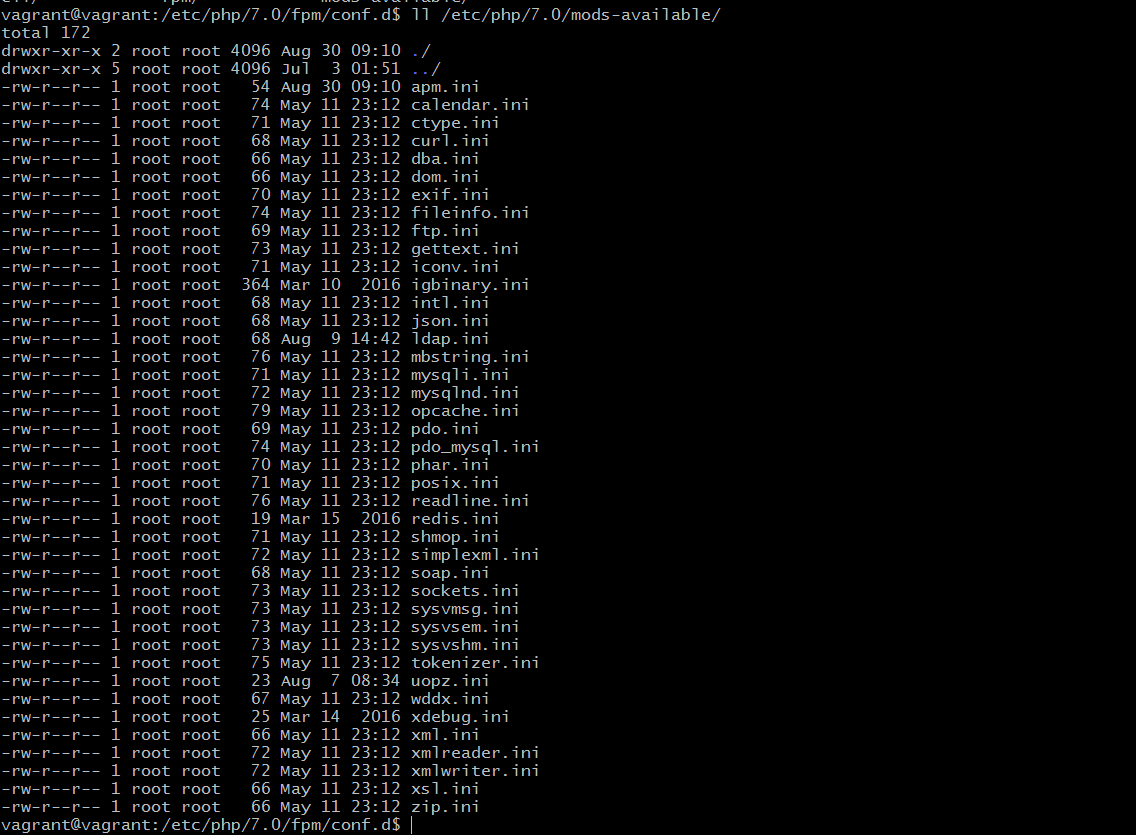 vagrant@vagrant:/etc/php/7.0/fpm/conf.d$ ll /etc/php/7.0/mods-available/
total 172
drwxr-xr-x 2 root root 4096 Aug 30 09:10 ./
drwxr-xr-x 5 root root 4096 Jul  3 01:51 ../
-rw-r--r-- 1 root root   54 Aug 30 09:10 apm.ini
-rw-r--r-- 1 root root   74 May 11 23:12 calendar.ini
-rw-r--r-- 1 root root   71 May 11 23:12 ctype.ini
-rw-r--r-- 1 root root   68 May 11 23:12 curl.ini
-rw-r--r-- 1 root root   66 May 11 23:12 dba.ini
-rw-r--r-- 1 root root   66 May 11 23:12 dom.ini
-rw-r--r-- 1 root root   70 May 11 23:12 exif.ini
-rw-r--r-- 1 root root   74 May 11 23:12 fileinfo.ini
-rw-r--r-- 1 root root   69 May 11 23:12 ftp.ini
-rw-r--r-- 1 root root   73 May 11 23:12 gettext.ini
-rw-r--r-- 1 root root   71 May 11 23:12 iconv.ini
-rw-r--r-- 1 root root  364 Mar 10  2016 igbinary.ini
-rw-r--r-- 1 root root   68 May 11 23:12 intl.ini
-rw-r--r-- 1 root root   68 May 11 23:12 json.ini
-rw-r--r-- 1 root root   68 Aug  9 14:42 ldap.ini
-rw-r--r-- 1 root root   76 May 11 23:12 mbstring.ini
-rw-r--r-- 1 root root   71 May 11 23:12 mysqli.ini
-rw-r--r-- 1 root root   72 May 11 23:12 mysqlnd.ini
-rw-r--r-- 1 root root   79 May 11 23:12 opcache.ini
-rw-r--r-- 1 root root   69 May 11 23:12 pdo.ini
-rw-r--r-- 1 root root   74 May 11 23:12 pdo_mysql.ini
-rw-r--r-- 1 root root   70 May 11 23:12 phar.ini
-rw-r--r-- 1 root root   71 May 11 23:12 posix.ini
-rw-r--r-- 1 root root   76 May 11 23:12 readline.ini
-rw-r--r-- 1 root root   19 Mar 15  2016 redis.ini
-rw-r--r-- 1 root root   71 May 11 23:12 shmop.ini
-rw-r--r-- 1 root root   72 May 11 23:12 simplexml.ini
-rw-r--r-- 1 root root   68 May 11 23:12 soap.ini
-rw-r--r-- 1 root root   73 May 11 23:12 sockets.ini
-rw-r--r-- 1 root root   73 May 11 23:12 sysvmsg.ini
-rw-r--r-- 1 root root   73 May 11 23:12 sysvsem.ini
-rw-r--r-- 1 root root   73 May 11 23:12 sysvshm.ini
-rw-r--r-- 1 root root   75 May 11 23:12 tokenizer.ini
-rw-r--r-- 1 root root   23 Aug  7 08:34 uopz.ini
-rw-r--r-- 1 root root   67 May 11 23:12 wddx.ini
-rw-r--r-- 1 root root   25 Mar 14  2016 xdebug.ini
-rw-r--r-- 1 root root   66 May 11 23:12 xml.ini
-rw-r--r-- 1 root root   72 May 11 23:12 xmlreader.ini
-rw-r--r-- 1 root root   72 May 11 23:12 xmlwriter.ini
-rw-r--r-- 1 root root   66 May 11 23:12 xsl.ini
-rw-r--r-- 1 root root   66 May 11 23:12 zip.ini
vagrant@vagrant:/etc/php/7.0/fpm/conf.d$